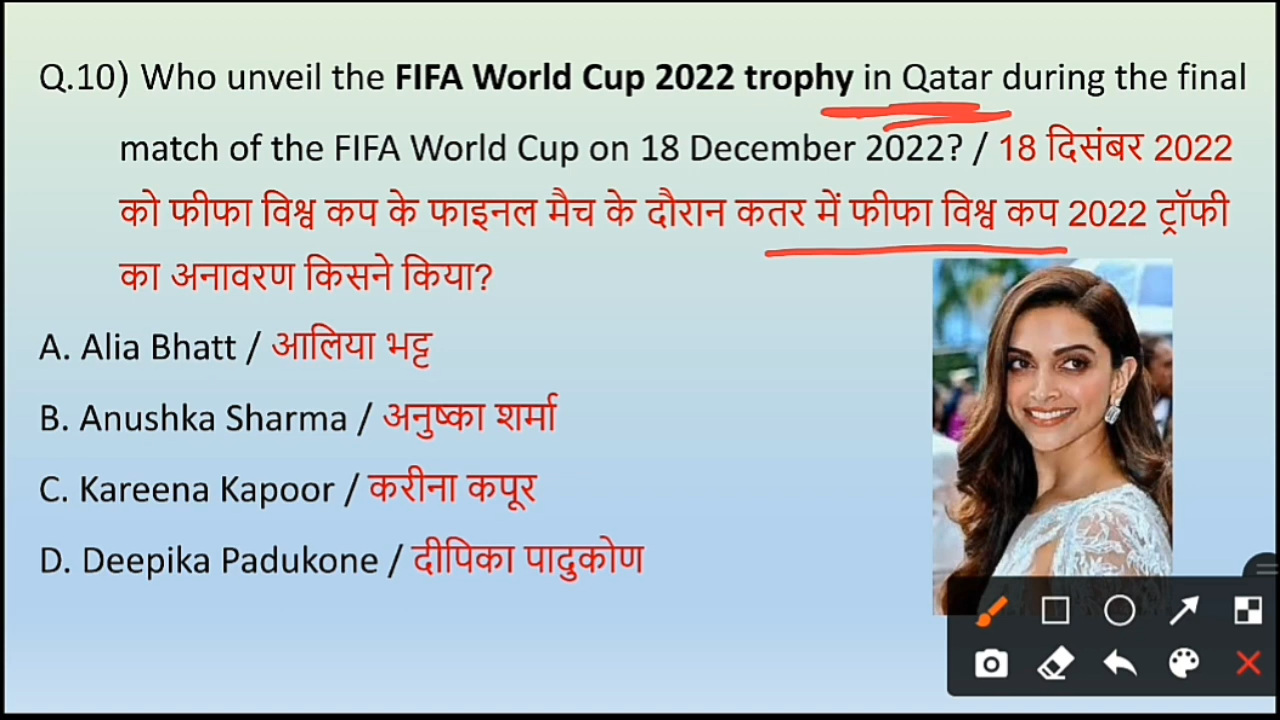 Q.10) Who unveil the FIFA World Cup 2022 trophy in Qatar during the final
match of the FIFA World Cup on 18 December 2022? / 18 दिसंबर 2022
को फीफा विश्व कप के फाइनल मैच के दौरान कतर में फीफा विश्व कप 2022 ट्रॉफी
का अनावरण किसने किया?
A. Alia Bhatt / आलिया भट्ट
B. Anushka Sharma / अनुष्का शर्मा
C. Kareena Kapoor / करीना कपूर
D. Deepika Padukone / दीपिका पादुकोण